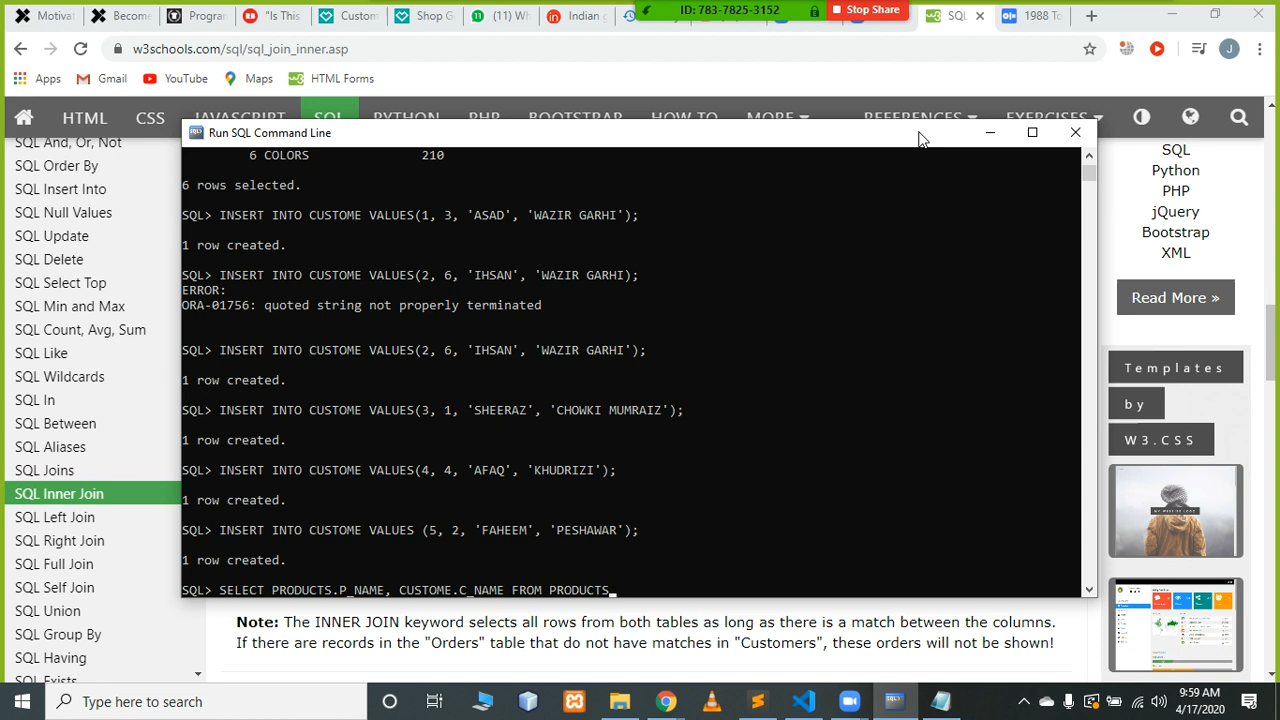 Motivat
Become
Progran
"Is This
Custom
Shop G
(11) Wh
Indian g
ID: 783-7825-3152
Stop Share
SQL
1988 To
w3schools.com/sql/sql_join_inner.asp
J
Apps
Gmail
YouTube
Maps
HTML Forms
HTML
CSS
JAVASCRIPT
SQL
PYTHON
PHP
BOOTSTRAP
HOW TO
MORE
REFERENCES
EXERCISES
SQL And, Or, Not
SQL Order By
SQL Insert Into
SQL Null Values
SQL Update
SQL Delete
SQL Select Top
SQL Min and Max
SQL Count, Avg, Sum
SQL Like
SQL Wildcards
SQL In
SQL Between
SQL Aliases
SQL Joins
SQL Inner Join
SQL Left Join
SQL Right Join
SQL Full Join
SQL Self Join
SQL Union
SQL Group By
SQL Having
SQL Exists
Run SQL Command Line
6 COLORS 210
6 rows selected.
SQL> INSERT INTO CUSTOME VALUES(1, 3, 'ASAD', 'WAZIR GARHI');
1 row created.
SQL> INSERT INTO CUSTOME VALUES(2, 6, 'IHSAN', 'WAZIR GARHI);
ERROR:
ORA-01756: quoted string not properly terminated
SQL> INSERT INTO CUSTOME VALUES(2, 6, 'IHSAN', 'WAZIR GARHI');
1 row created.
SQL> INSERT INTO CUSTOME VALUES(3, 1, 'SHEERAZ', 'CHOWKI MUMRAIZ');
1 row created.
SQL> INSERT INTO CUSTOME VALUES(4, 4, 'AFAQ', 'KHUDRIZI');
1 row created.
SQL> INSERT INTO CUSTOME VALUES (5, 2, 'FAHEEM', 'PESHAWAR');
1 row created.
SQL> SELECT PRODUCTS.P_NAME, CUSTOME.C_NAME FROM PRODUCTS_
Note: The INNER JOIN keyword selects all rows from both tables as long as there is a match between the columns.
If there are records in the "Orders" table that do not have matches in "Customers", these orders will not be shown!
SQL
Python
PHP
jQuery
Bootstrap
XML
Read More »
Templates
by
W3.CSS
Type here to search
9:59 AM
4/17/2020